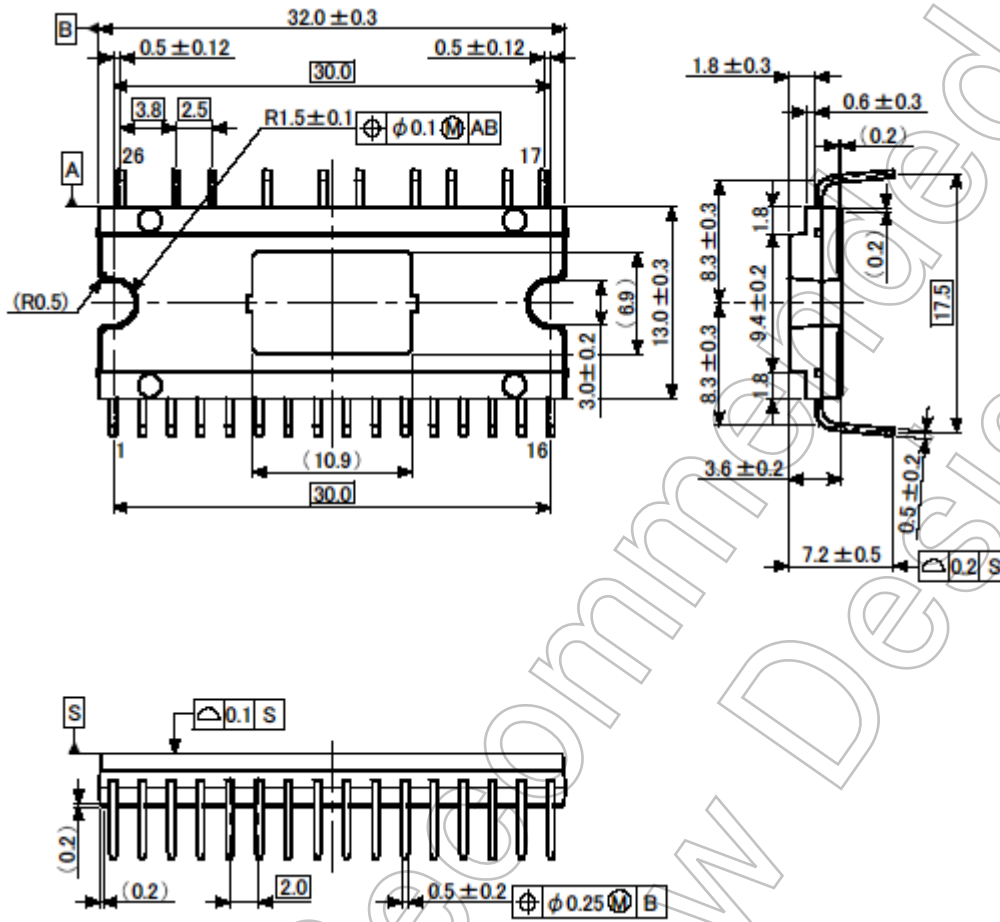 B
32.0±0.3
0.5±0.12
0.5±0.12
30.0
3.8
2.5
R1.5±0.1
⌖ φ0.1Ⓜ AB
A
26
17
(R0.5)
(6.9)
3.0±0.2
13.0±0.3
1
16
(10.9)
30.0
1.8±0.3
0.6±0.3
(0.2)
8.3±0.3
1.8
(0.2)
9.4±0.2
17.5
8.3±0.3
1.8
3.6±0.2
0.5±0.2
7.2±0.5
⌓ 0.2 S
S
⌓ 0.1 S
(0.2)
(0.2)
2.0
0.5±0.2
⌖ φ0.25Ⓜ B
ecommended
w Desi